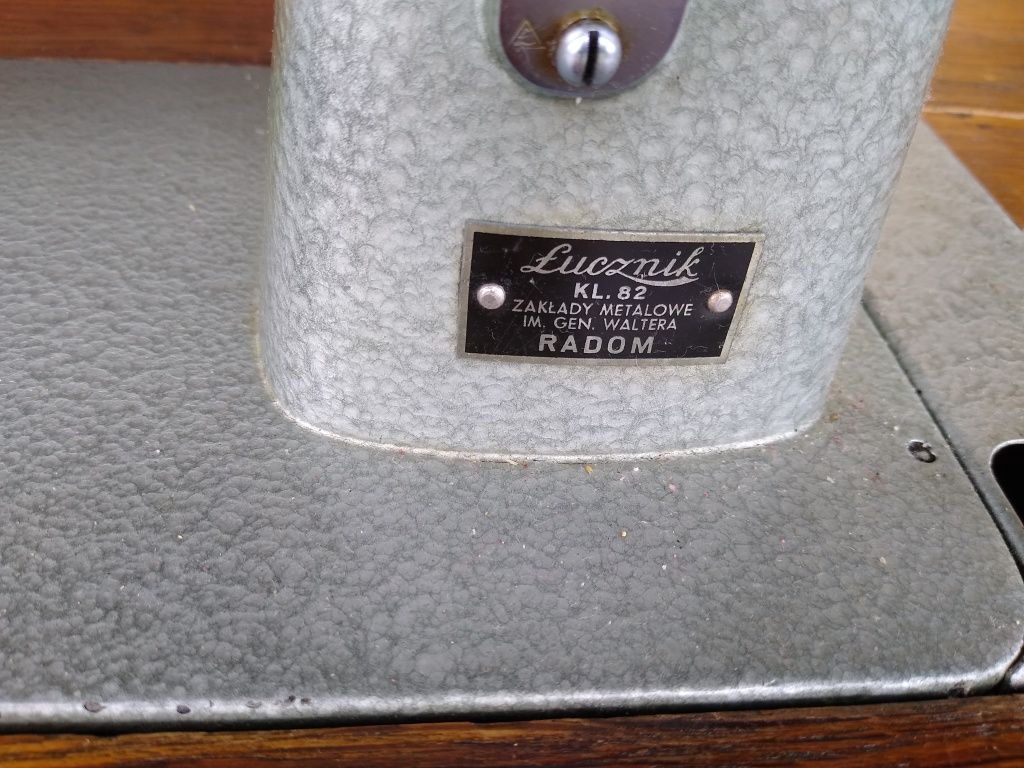 Łucznik
KL. 82
ZAKŁADY METALOWE
IM. GEN. WALTERA
RADOM